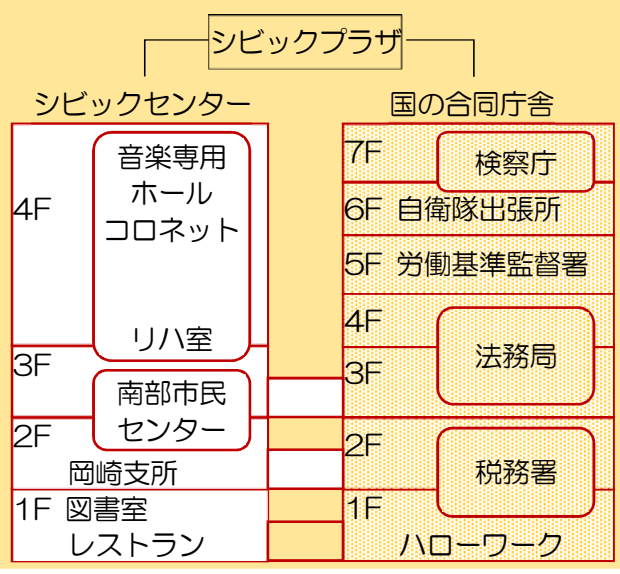 シビックプラザ
シビックセンター
4F
音楽専用
ホール
コロネット
リハ室
3F
南部市民
センター
2F
岡崎支所
1F 図書室
レストラン
国の合同庁舎
7F
検察庁
6F 自衛隊出張所
5F 労働基準監督署
4F
法務局
3F
2F
税務署
1F
ハローワーク